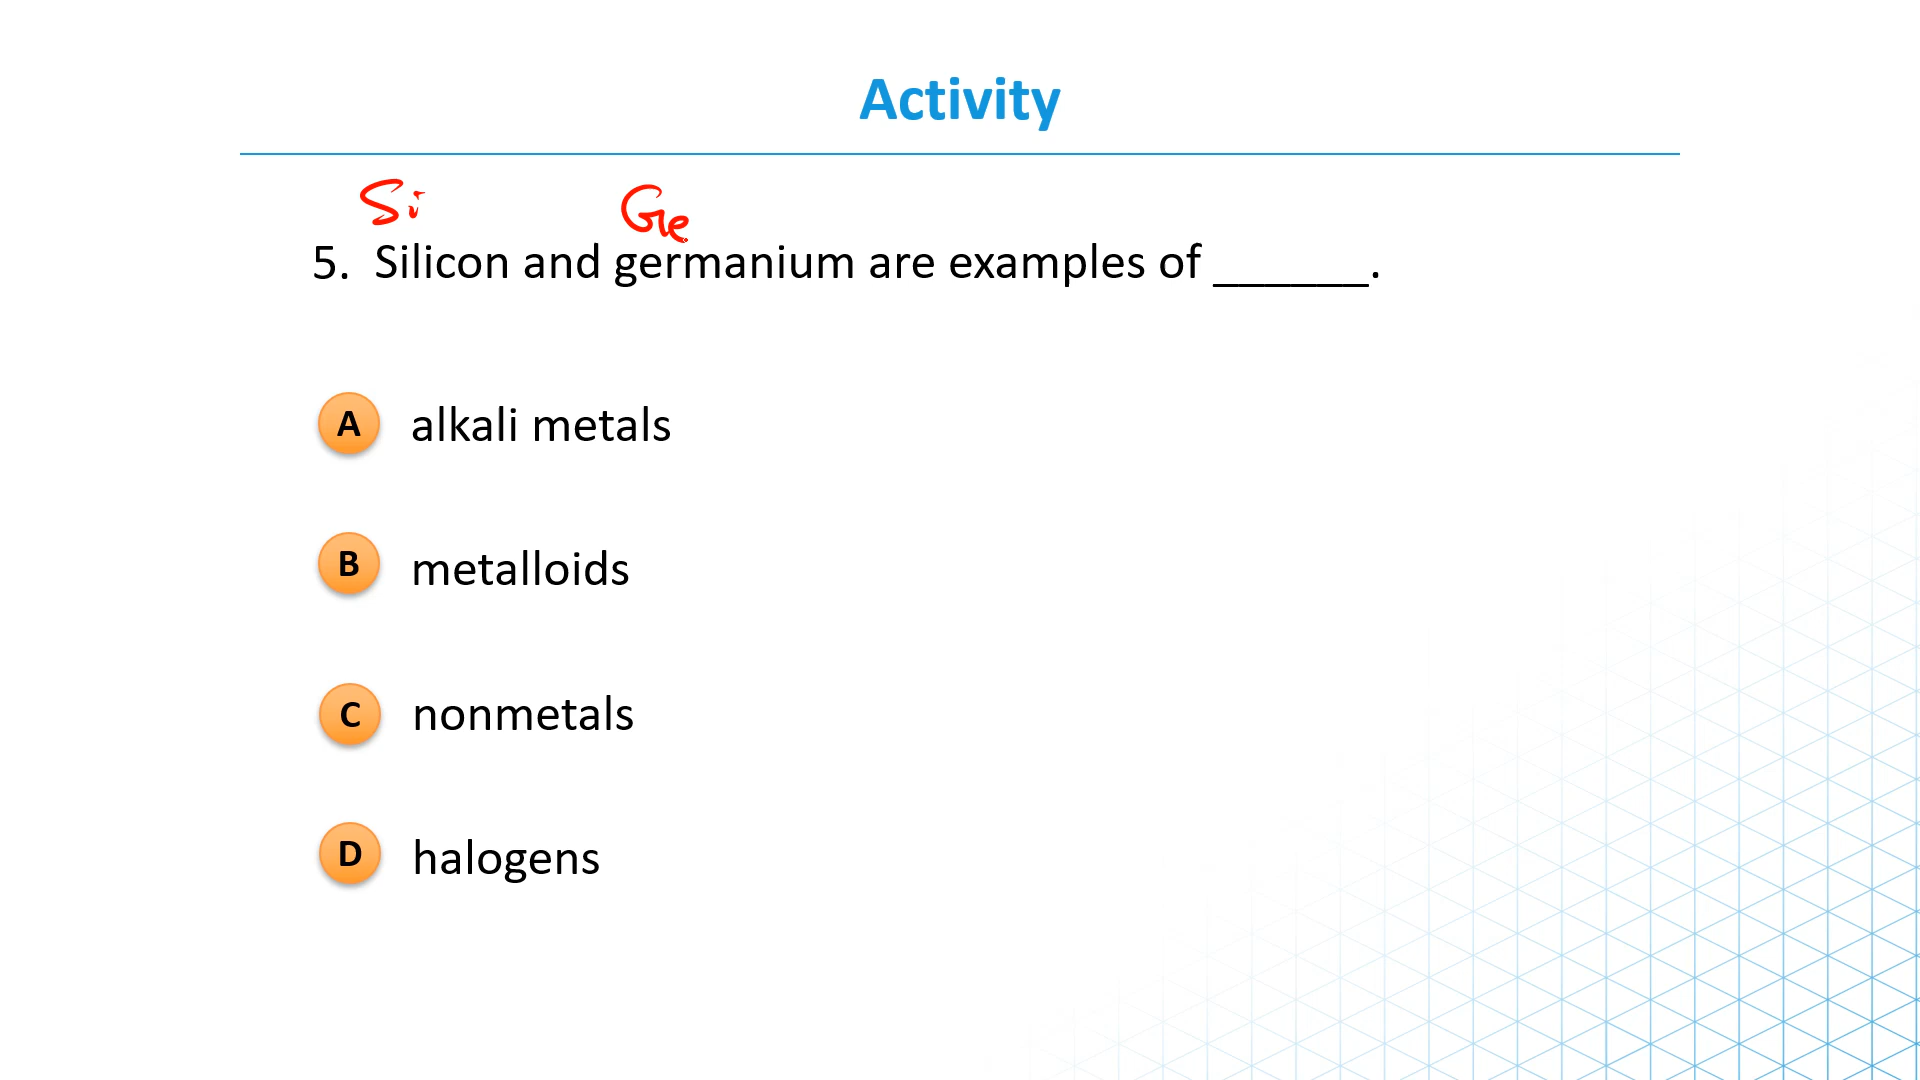 Activity
Si Ge
5. Silicon and germanium are examples of ______.
A alkali metals
B metalloids
C nonmetals
D halogens